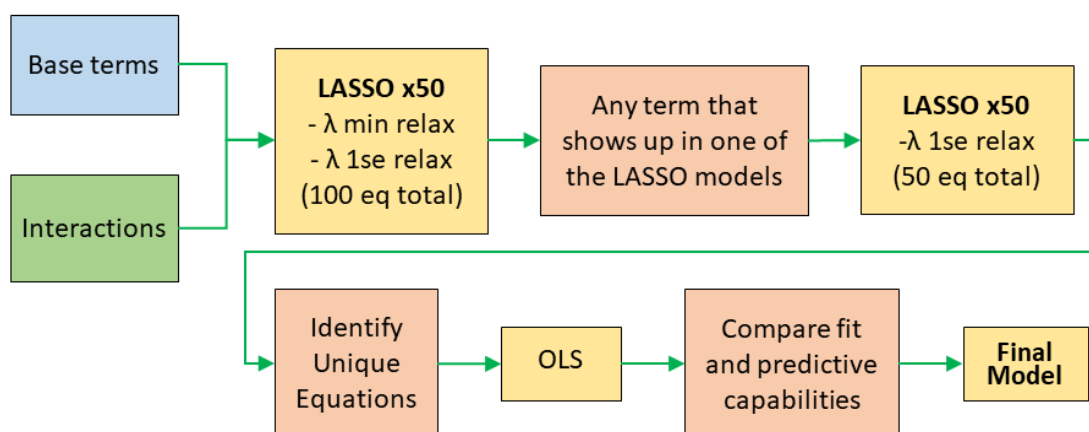 Base terms
Interactions
LASSO x50
- λ min relax
- λ 1se relax
(100 eq total)
Any term that
shows up in one of
the LASSO models
LASSO x50
-λ 1se relax
(50 eq total)
Identify
Unique
Equations
OLS
Compare fit
and predictive
capabilities
Final
Model